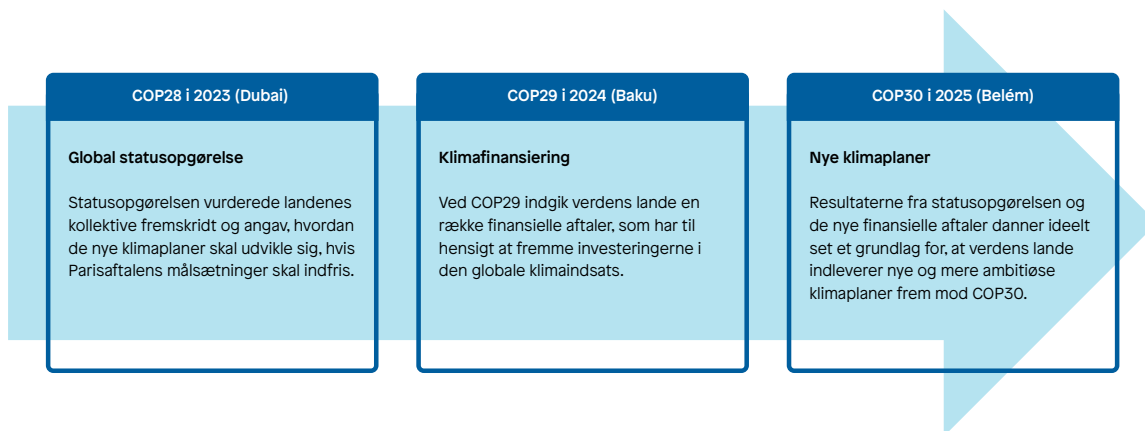 COP28 i 2023 (Dubai)
Global statusopgørelse
Statusopgørelsen vurderede landenes
kollektive fremskridt og angav, hvordan
de nye klimaplaner skal udvikle sig, hvis
Parisaftalens målsætninger skal indfris.
COP29 i 2024 (Baku)
Klimafinansiering
Ved COP29 indgik verdens lande en
række finansielle aftaler, som har til
hensigt at fremme investeringerne i
den globale klimaindsats.
COP30 i 2025 (Belém)
Nye klimaplaner
Resultaterne fra statusopgørelsen og
de nye finansielle aftaler danner ideelt
set et grundlag for, at verdens lande
indleverer nye og mere ambitiøse
klimaplaner frem mod COP30.